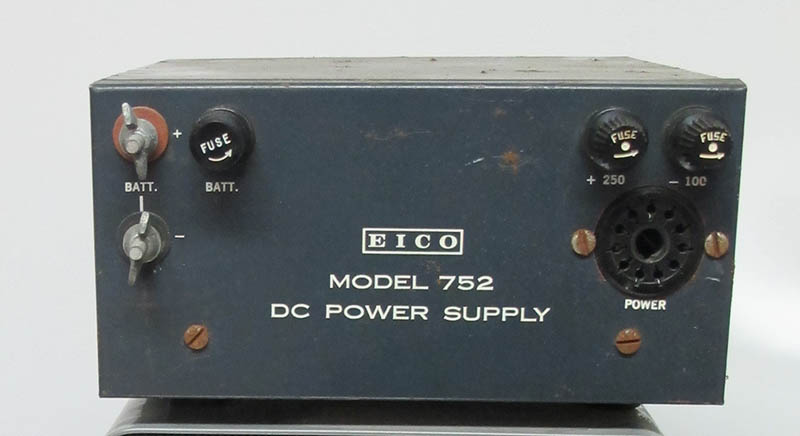 +
FUSE
BATT.
BATT.
-
FUSE
FUSE
+ 250
- 100
EICO
MODEL 752
DC POWER SUPPLY
POWER